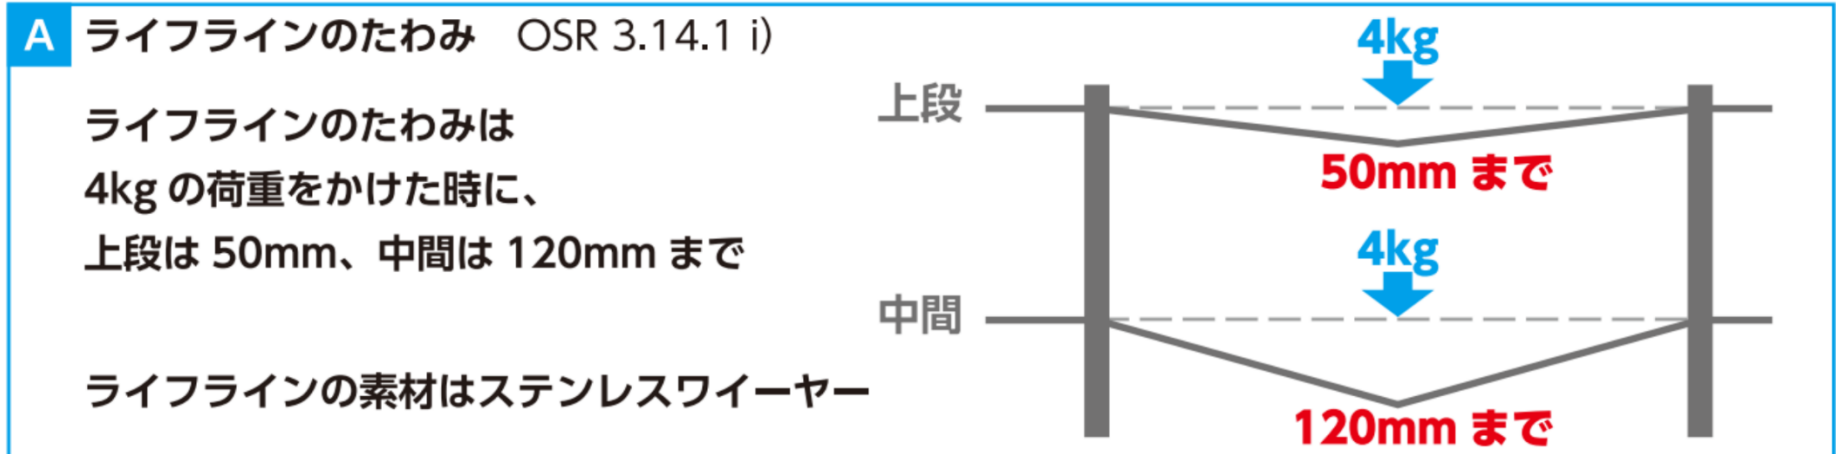 A ライフラインのたわみ OSR 3.14.1 i)
ライフラインのたわみは
4kg の荷重をかけた時に、
上段は 50mm、中間は 120mm まで
ライフラインの素材はステンレスワイーヤー
4kg
上段
50mm まで
4kg
中間
120mm まで